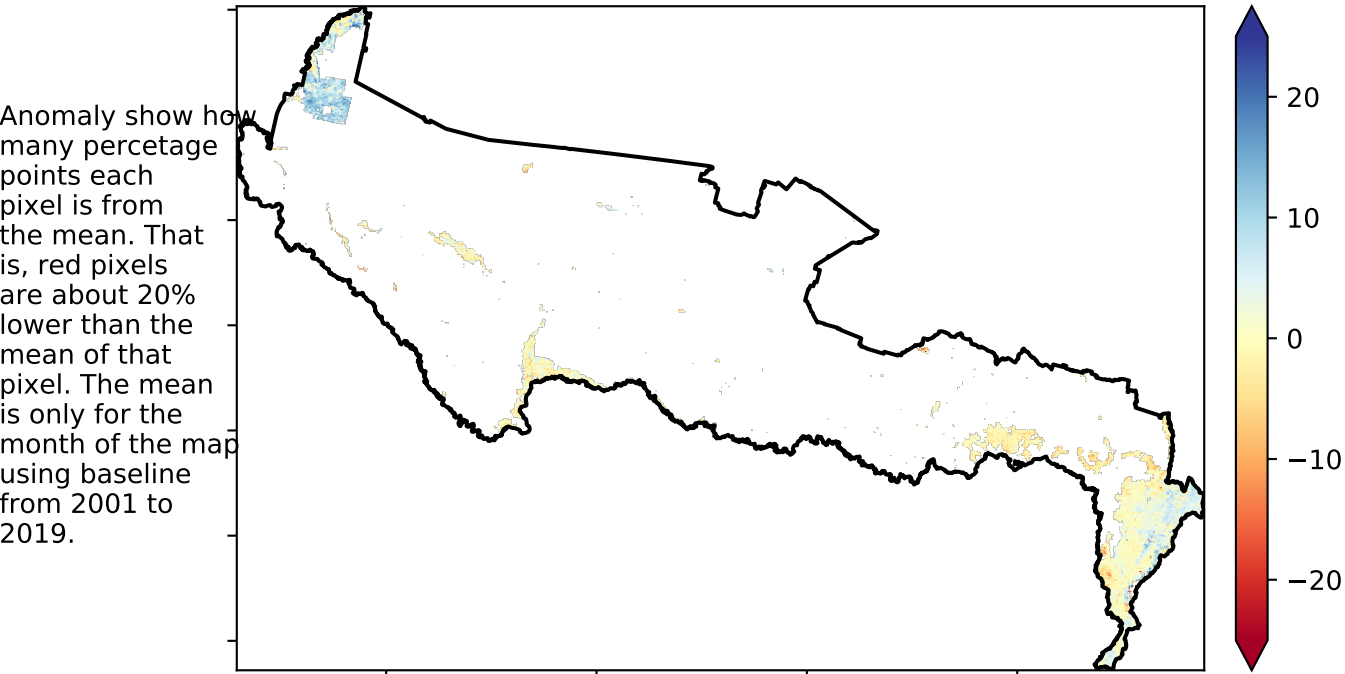 Anomaly show how
many percetage
points each
pixel is from
the mean. That
is, red pixels
are about 20%
lower than the
mean of that
pixel. The mean
is only for the
month of the map
using baseline
from 2001 to
2019.
20
10
0
−10
−20